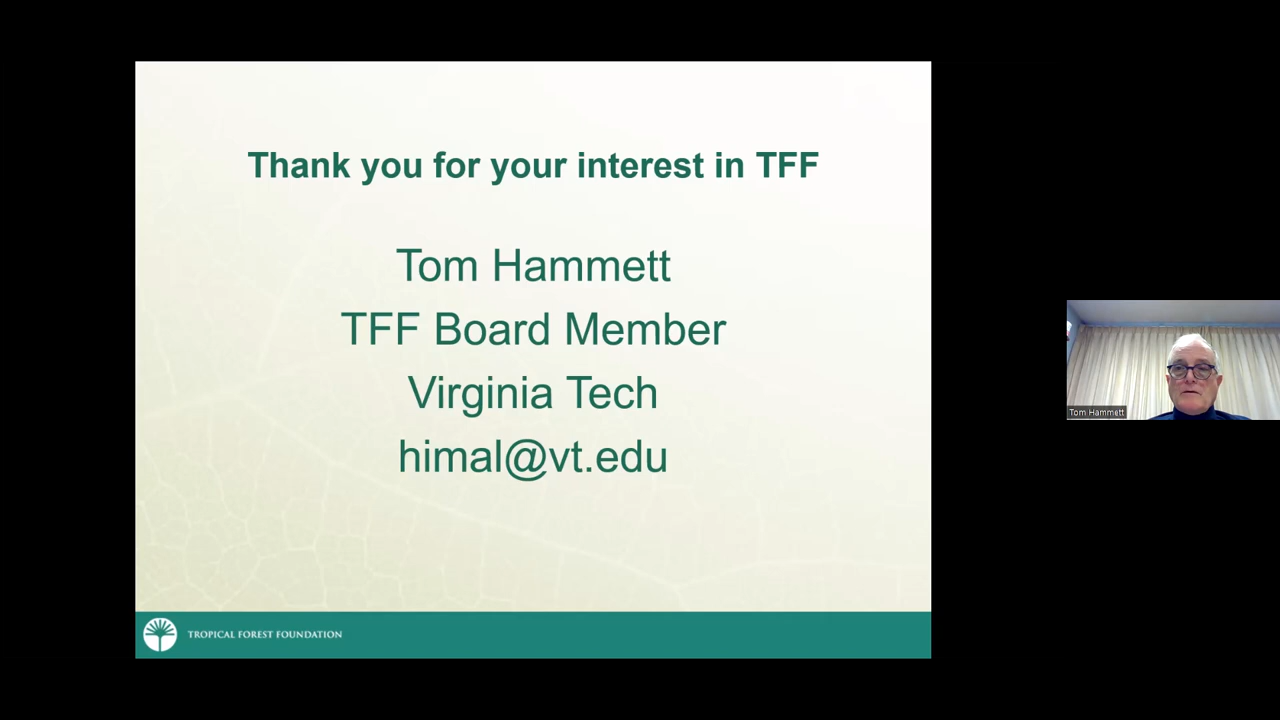 Thank you for your interest in TFF
Tom Hammett
TFF Board Member
Virginia Tech
himal@vt.edu
Tom Hammett
TROPICAL FOREST FOUNDATION